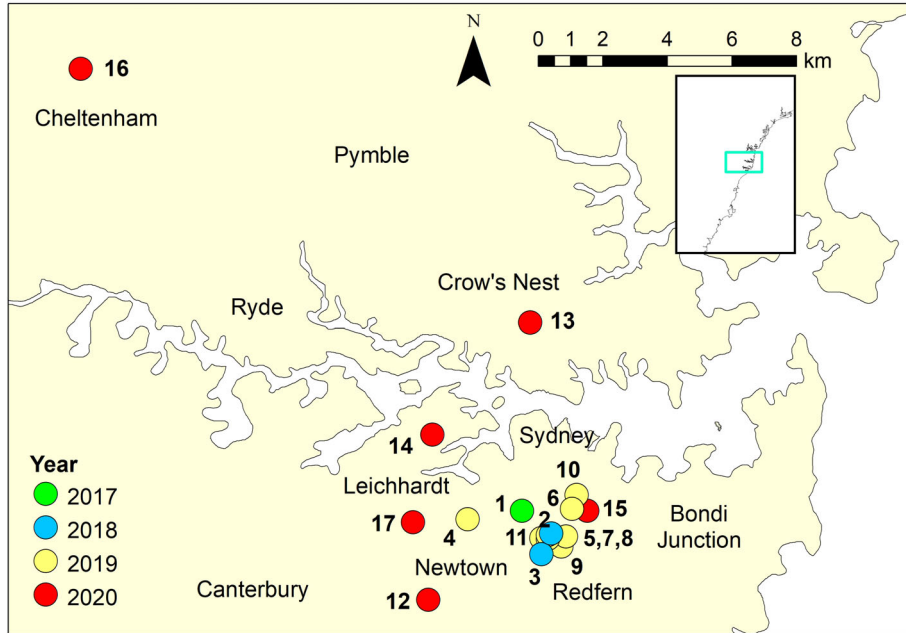 N
0 1 2 4 6 8
km
16
Cheltenham
Pymble
Crow's Nest
Ryde
13
14
Sydney
Year
2017
2018
2019
2020
Leichhardt
10
6
1
15
2
17
4
11
5,7,8
Bondi
Junction
9
3
Newtown
Redfern
Canterbury
12